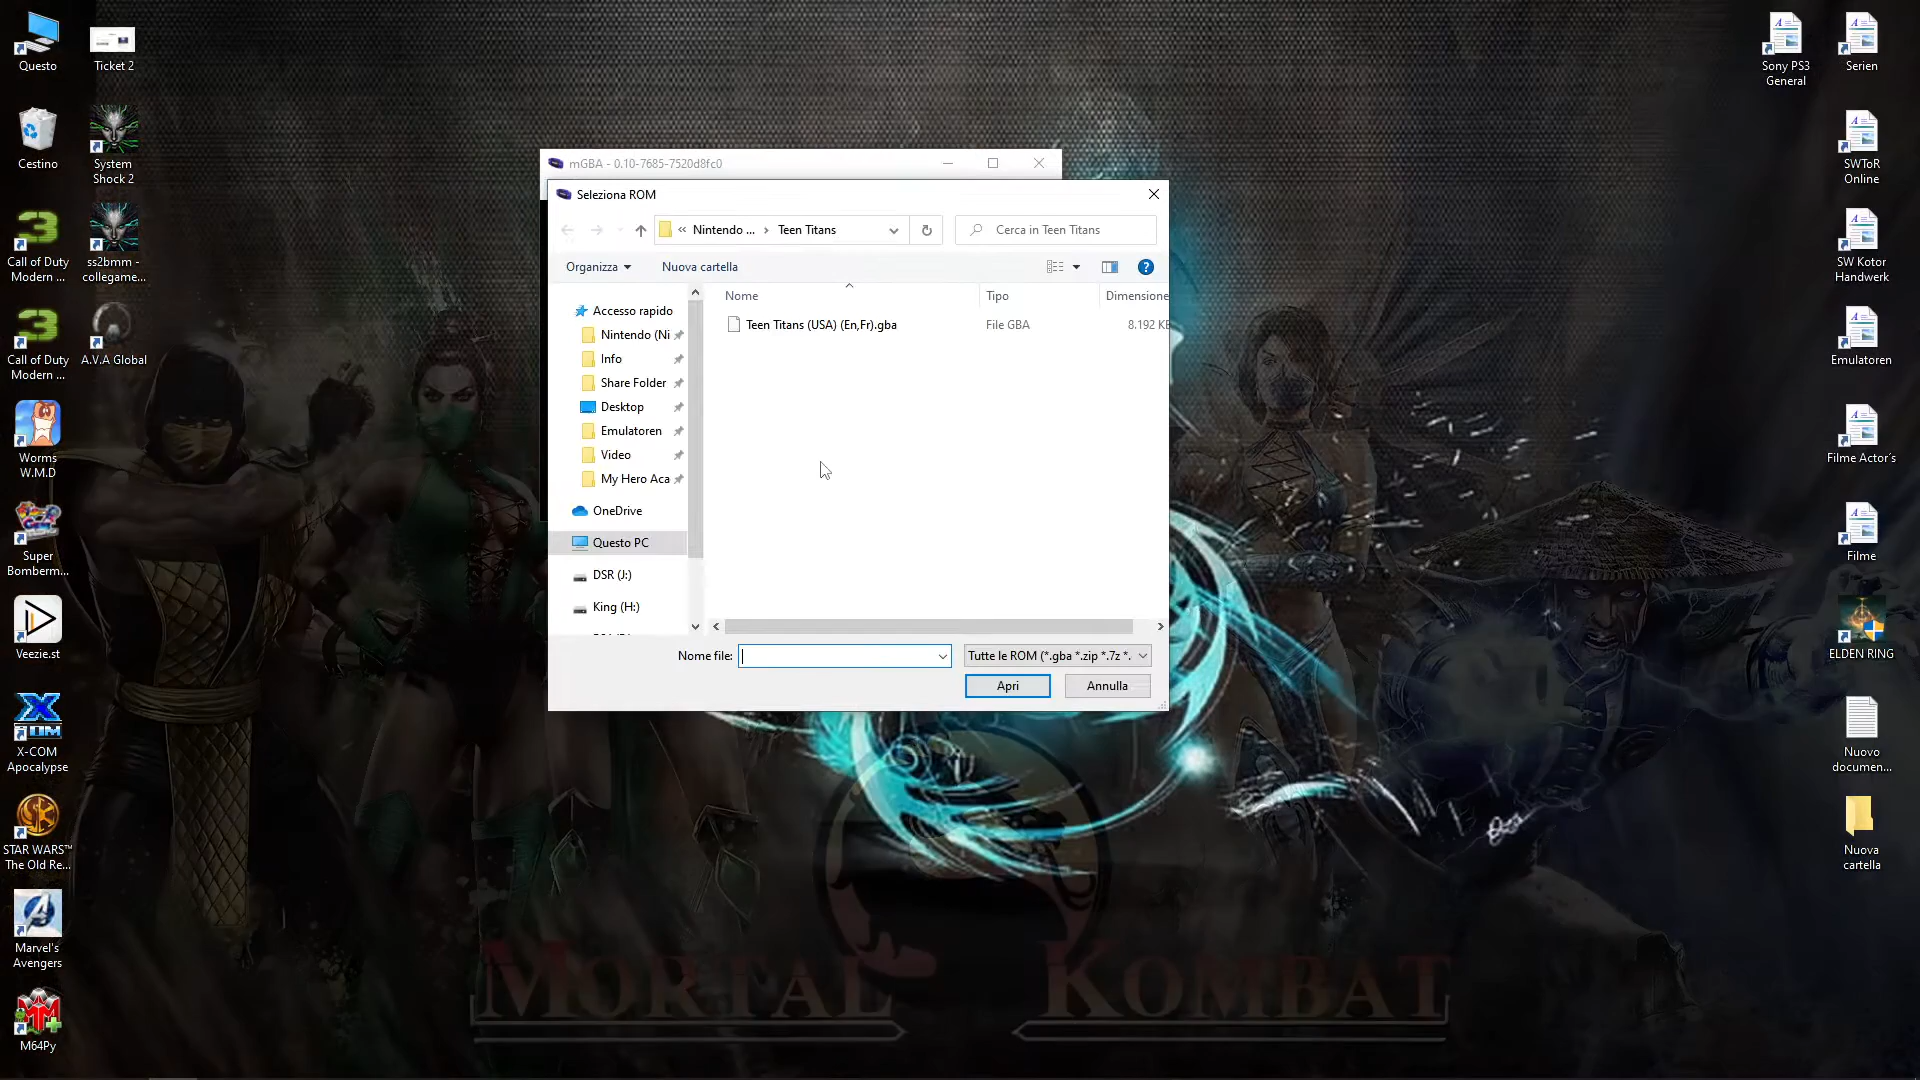 Questo
Ticket 2
Cestino
System
Shock 2
Call of Duty
Modern ...
ss2bmm -
collegame...
Call of Duty
Modern ...
A.V.A Global
Worms
W.M.D
Super
Bomberm...
Veezie.st
X-COM
Apocalypse
STAR WARS™
The Old Re...
Marvel's
Avengers
M64Py
mGBA - 0.10-7685-7520d8fc0
Seleziona ROM
« Nintendo ... › Teen Titans
Cerca in Teen Titans
Organizza
Nuova cartella
Nome
Tipo
Dimensione
Teen Titans (USA) (En,Fr).gba
File GBA
8.192 KB
Accesso rapido
Nintendo (Ni
Info
Share Folder
Desktop
Emulatoren
Video
My Hero Aca
OneDrive
Questo PC
DSR (J:)
King (H:)
Nome file:
Tutte le ROM (*.gba *.zip *.7z *.
Apri
Annulla
MORTAL KOMBAT
Sony PS3
General
Serien
SWToR
Online
SW Kotor
Handwerk
Emulatoren
Filme Actor´s
Filme
ELDEN RING
Nuovo
documen...
Nuova
cartella